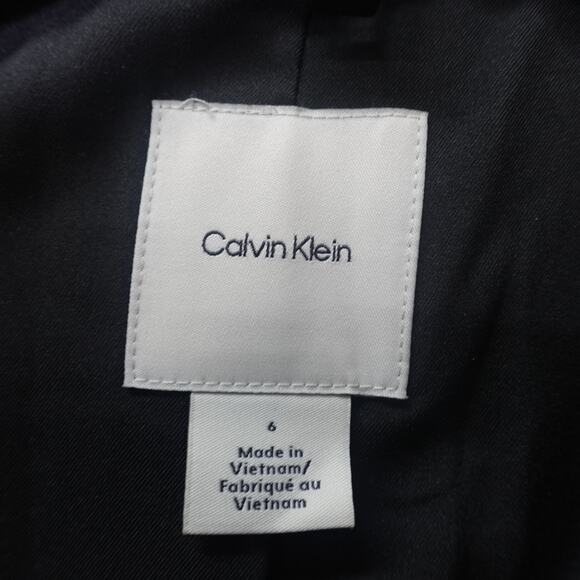 Calvin Klein
6
Made in
Vietnam/
Fabriqué au
Vietnam